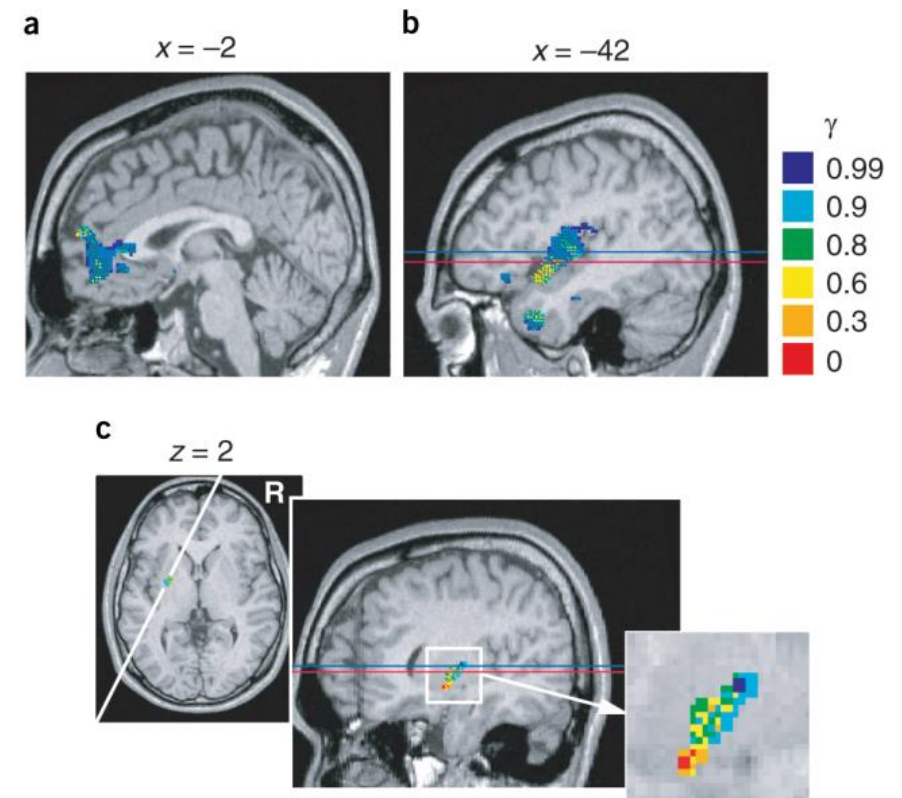 a
x = –2
b
x = –42
γ
0.99
0.9
0.8
0.6
0.3
0
c
z = 2
R